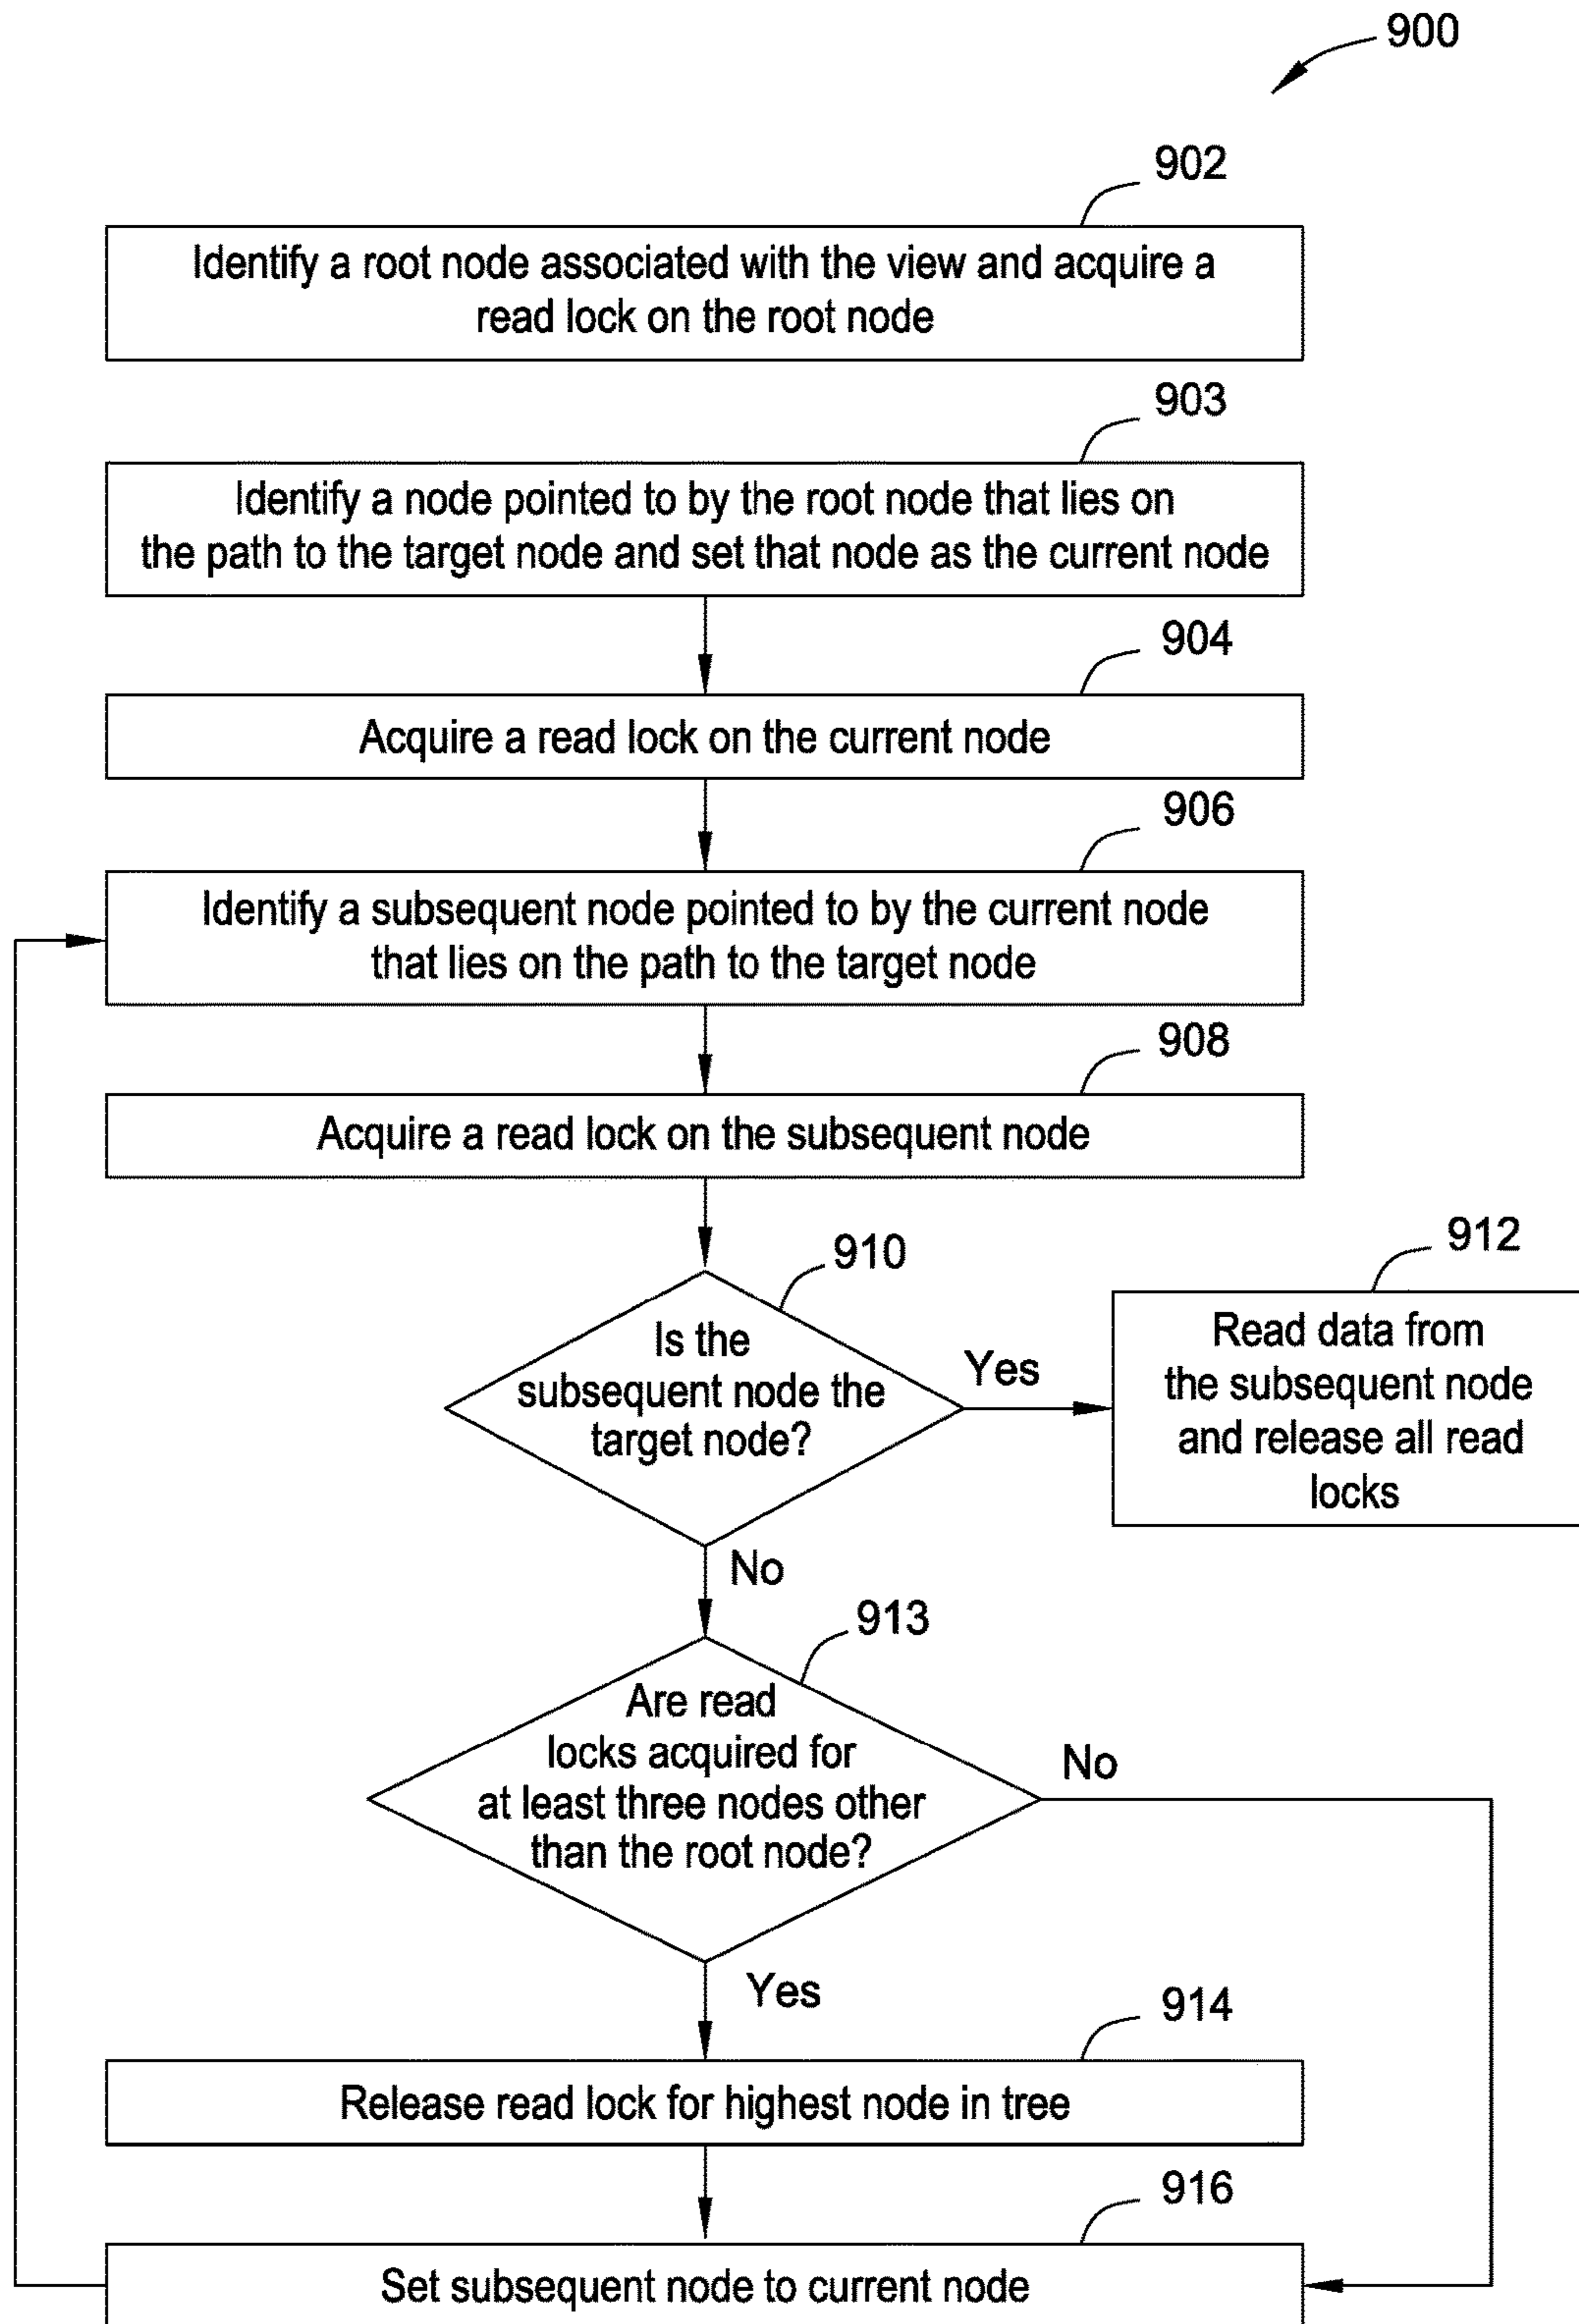 900
902
Identify a root node associated with the view and acquire a
read lock on the root node
903
Identify a node pointed to by the root node that lies on
the path to the target node and set that node as the current node
904
Acquire a read lock on the current node
906
Identify a subsequent node pointed to by the current node
that lies on the path to the target node
908
Acquire a read lock on the subsequent node
910
Is the
subsequent node the
target node?
Yes
912
Read data from
the subsequent node
and release all read
locks
No
913
Are read
locks acquired for
at least three nodes other
than the root node?
No
Yes
914
Release read lock for highest node in tree
916
Set subsequent node to current node